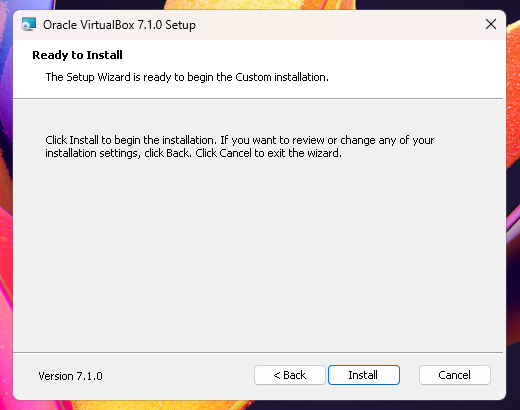 Oracle VirtualBox 7.1.0 Setup
Ready to Install
The Setup Wizard is ready to begin the Custom installation.
Click Install to begin the installation. If you want to review or change any of your
installation settings, click Back. Click Cancel to exit the wizard.
Version 7.1.0
< Back
Install
Cancel